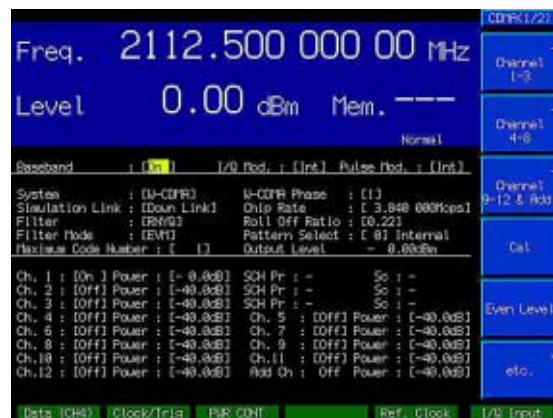 CDMA(1/2)
Freq. 2112.500 000 00 MHz
Level 0.00 dBm Mem. ---
Normal
Channel
1-3
Channel
4-8
Channel
9-12 & Add
Cal
Even Level
etc.
Baseband : [On ] I/Q Mod. : [Int] Pulse Mod. : [Int]
System : [W-CDMA] W-CDMA Phase : [1]
Simulation Link : [Down Link] Chip Rate : [ 3.840 000Mcps]
Filter : [RNYQ] Roll Off Ratio : [0.22]
Filter Mode : [EVM] Pattern Select : [ 0] Internal
Maximum Code Number : [ 1] Output Level - 0.00dBm
Ch. 1 : [On ] Power : [- 0.0dB] SCH Pr : - Sc : -
Ch. 2 : [Off] Power : [-40.0dB] SCH Pr : - Sc : -
Ch. 3 : [Off] Power : [-40.0dB] SCH Pr : - Sc : -
Ch. 4 : [Off] Power : [-40.0dB] Ch. 5 : [Off] Power : [-40.0dB]
Ch. 6 : [Off] Power : [-40.0dB] Ch. 7 : [Off] Power : [-40.0dB]
Ch. 8 : [Off] Power : [-40.0dB] Ch. 9 : [Off] Power : [-40.0dB]
Ch.10 : [Off] Power : [-40.0dB] Ch.11 : [Off] Power : [-40.0dB]
Ch.12 : [Off] Power : [-40.0dB] Add Ch : Off Power : [-40.0dB]
Data (CH4) Clock/Trig PWR CONT Ref. Clock I/Q Input